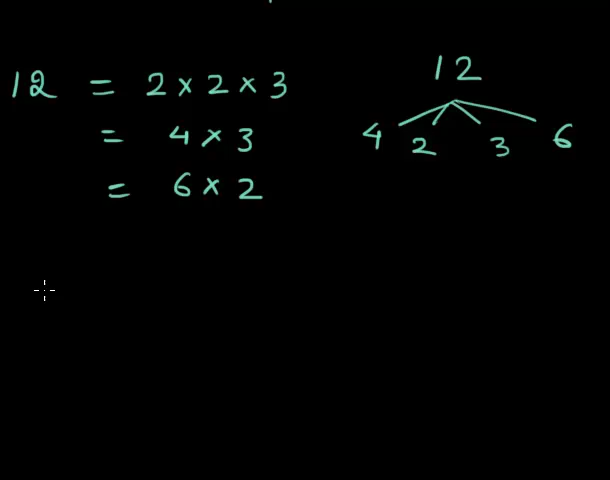 12 = 2 × 2 × 3
= 4 × 3
= 6 × 2
12
4 2 3 6